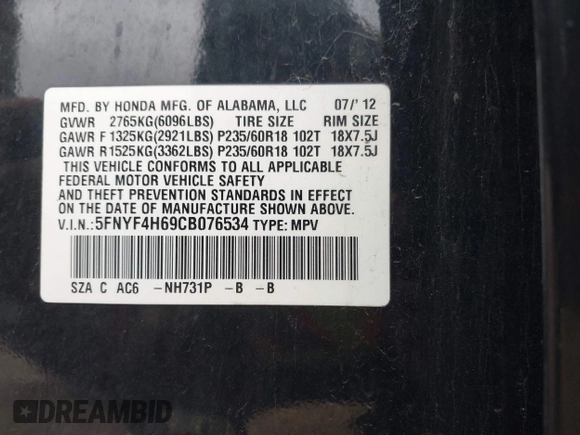 MFD. BY HONDA MFG. OF ALABAMA, LLC 07/'12
GVWR 2765KG(6096LBS) TIRE SIZE RIM SIZE
GAWR F 1325KG(2921LBS) P235/60R18 102T 18X7.5J
GAWR R 1525KG(3362LBS) P235/60R18 102T 18X7.5J
THIS VEHICLE CONFORMS TO ALL APPLICABLE
FEDERAL MOTOR VEHICLE SAFETY
AND THEFT PREVENTION STANDARDS IN EFFECT
ON THE DATE OF MANUFACTURE SHOWN ABOVE.
V.I.N.:5FNYF4H69CB076534 TYPE: MPV
SZA C AC6 -NH731P -B -B
DREAMBID